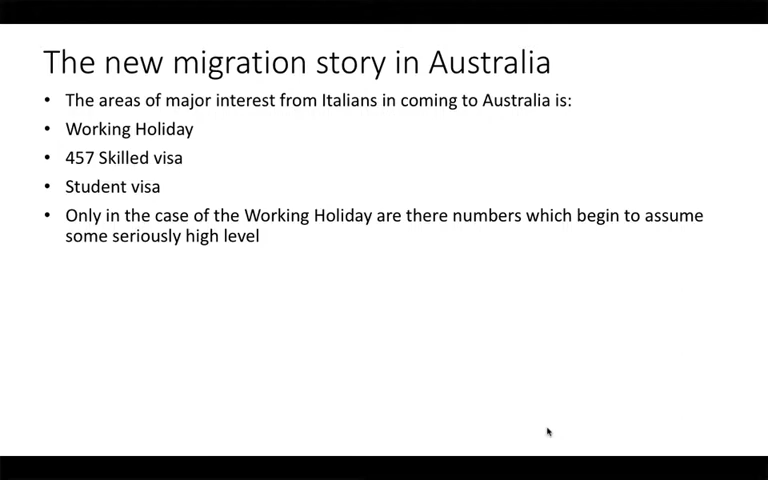 The new migration story in Australia
• The areas of major interest from Italians in coming to Australia is:
• Working Holiday
• 457 Skilled visa
• Student visa
• Only in the case of the Working Holiday are there numbers which begin to assume
some seriously high level